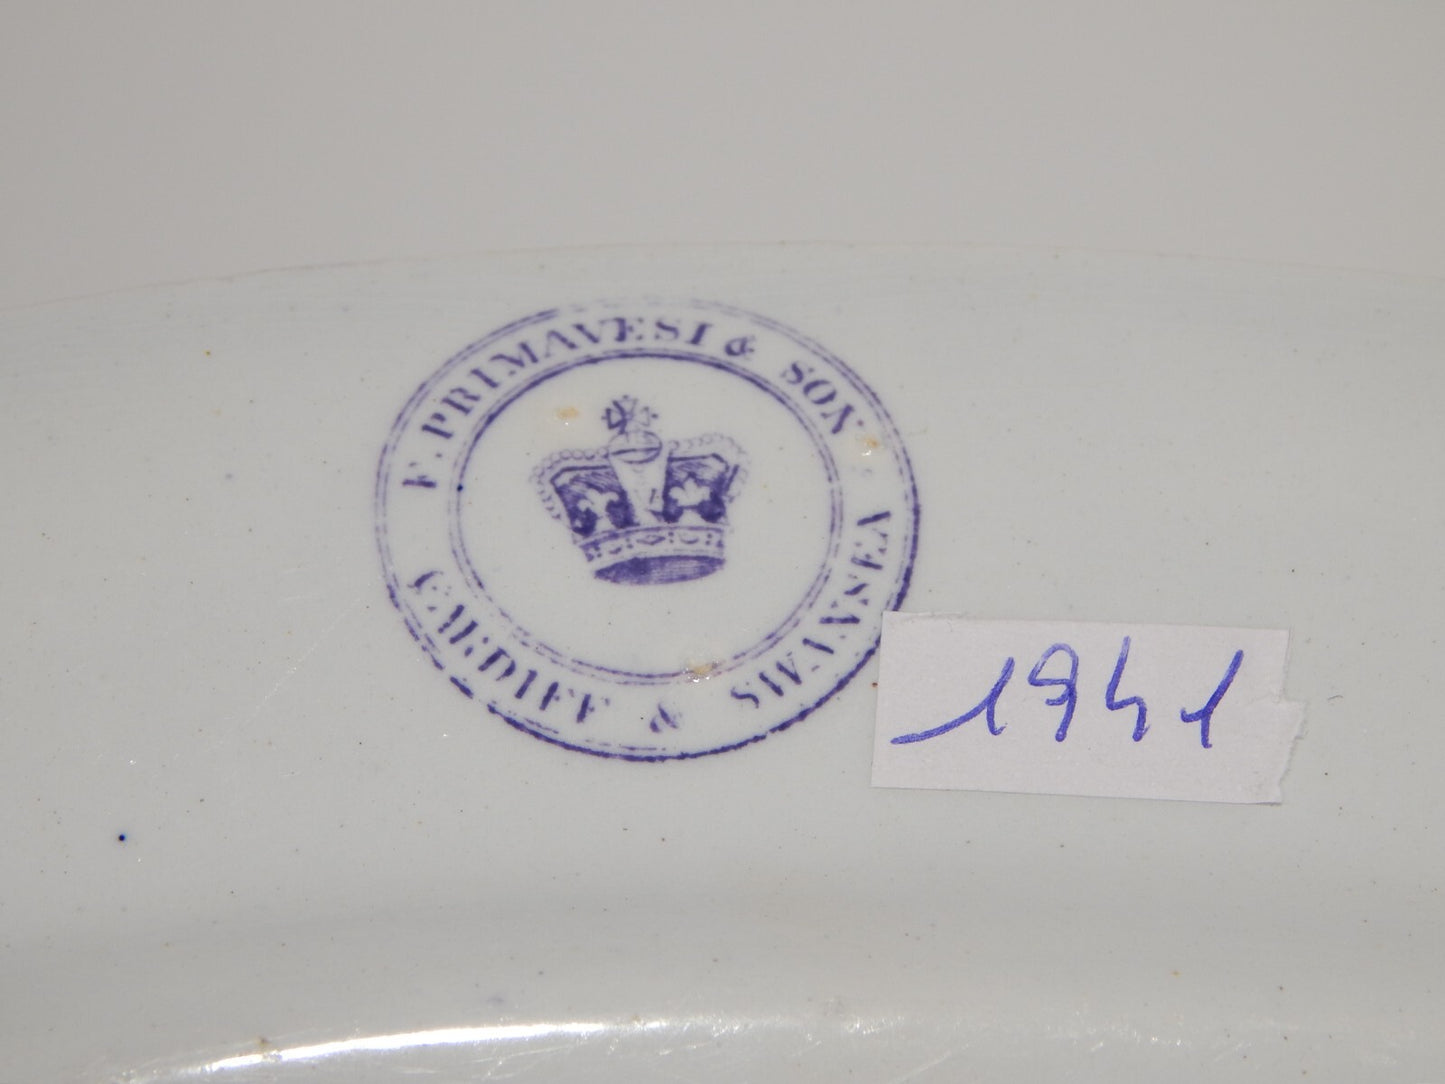 F. PRIMAVESI & SON
CARDIFF & SWANSEA
1941